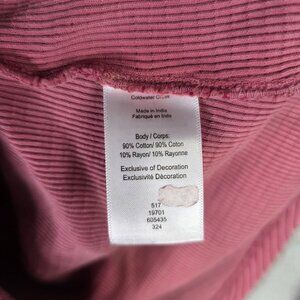 Coldwater Creek
Made in India
Fabriqué en Inde
Body / Corps:
90% Cotton/ 90% Coton
10% Rayon/ 10% Rayonne
Exclusive of Decoration
Exclusivité Décoration
517
19701
605435
324